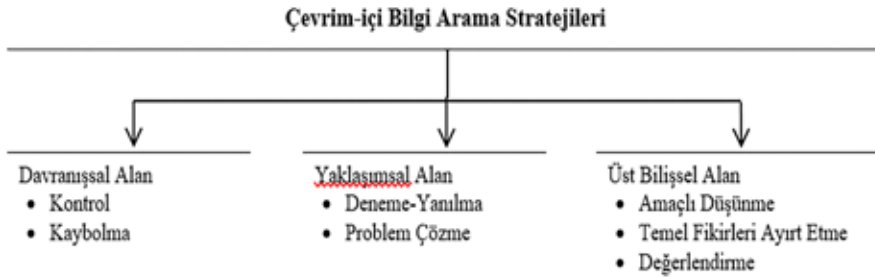 Çevrim-içi Bilgi Arama Stratejileri
Davranışsal Alan
• Kontrol
• Kaybolma
Yaklaşımsal Alan
• Deneme-Yanılma
• Problem Çözme
Üst Bilişsel Alan
• Amaçlı Düşünme
• Temel Fikirleri Ayırt Etme
• Değerlendirme